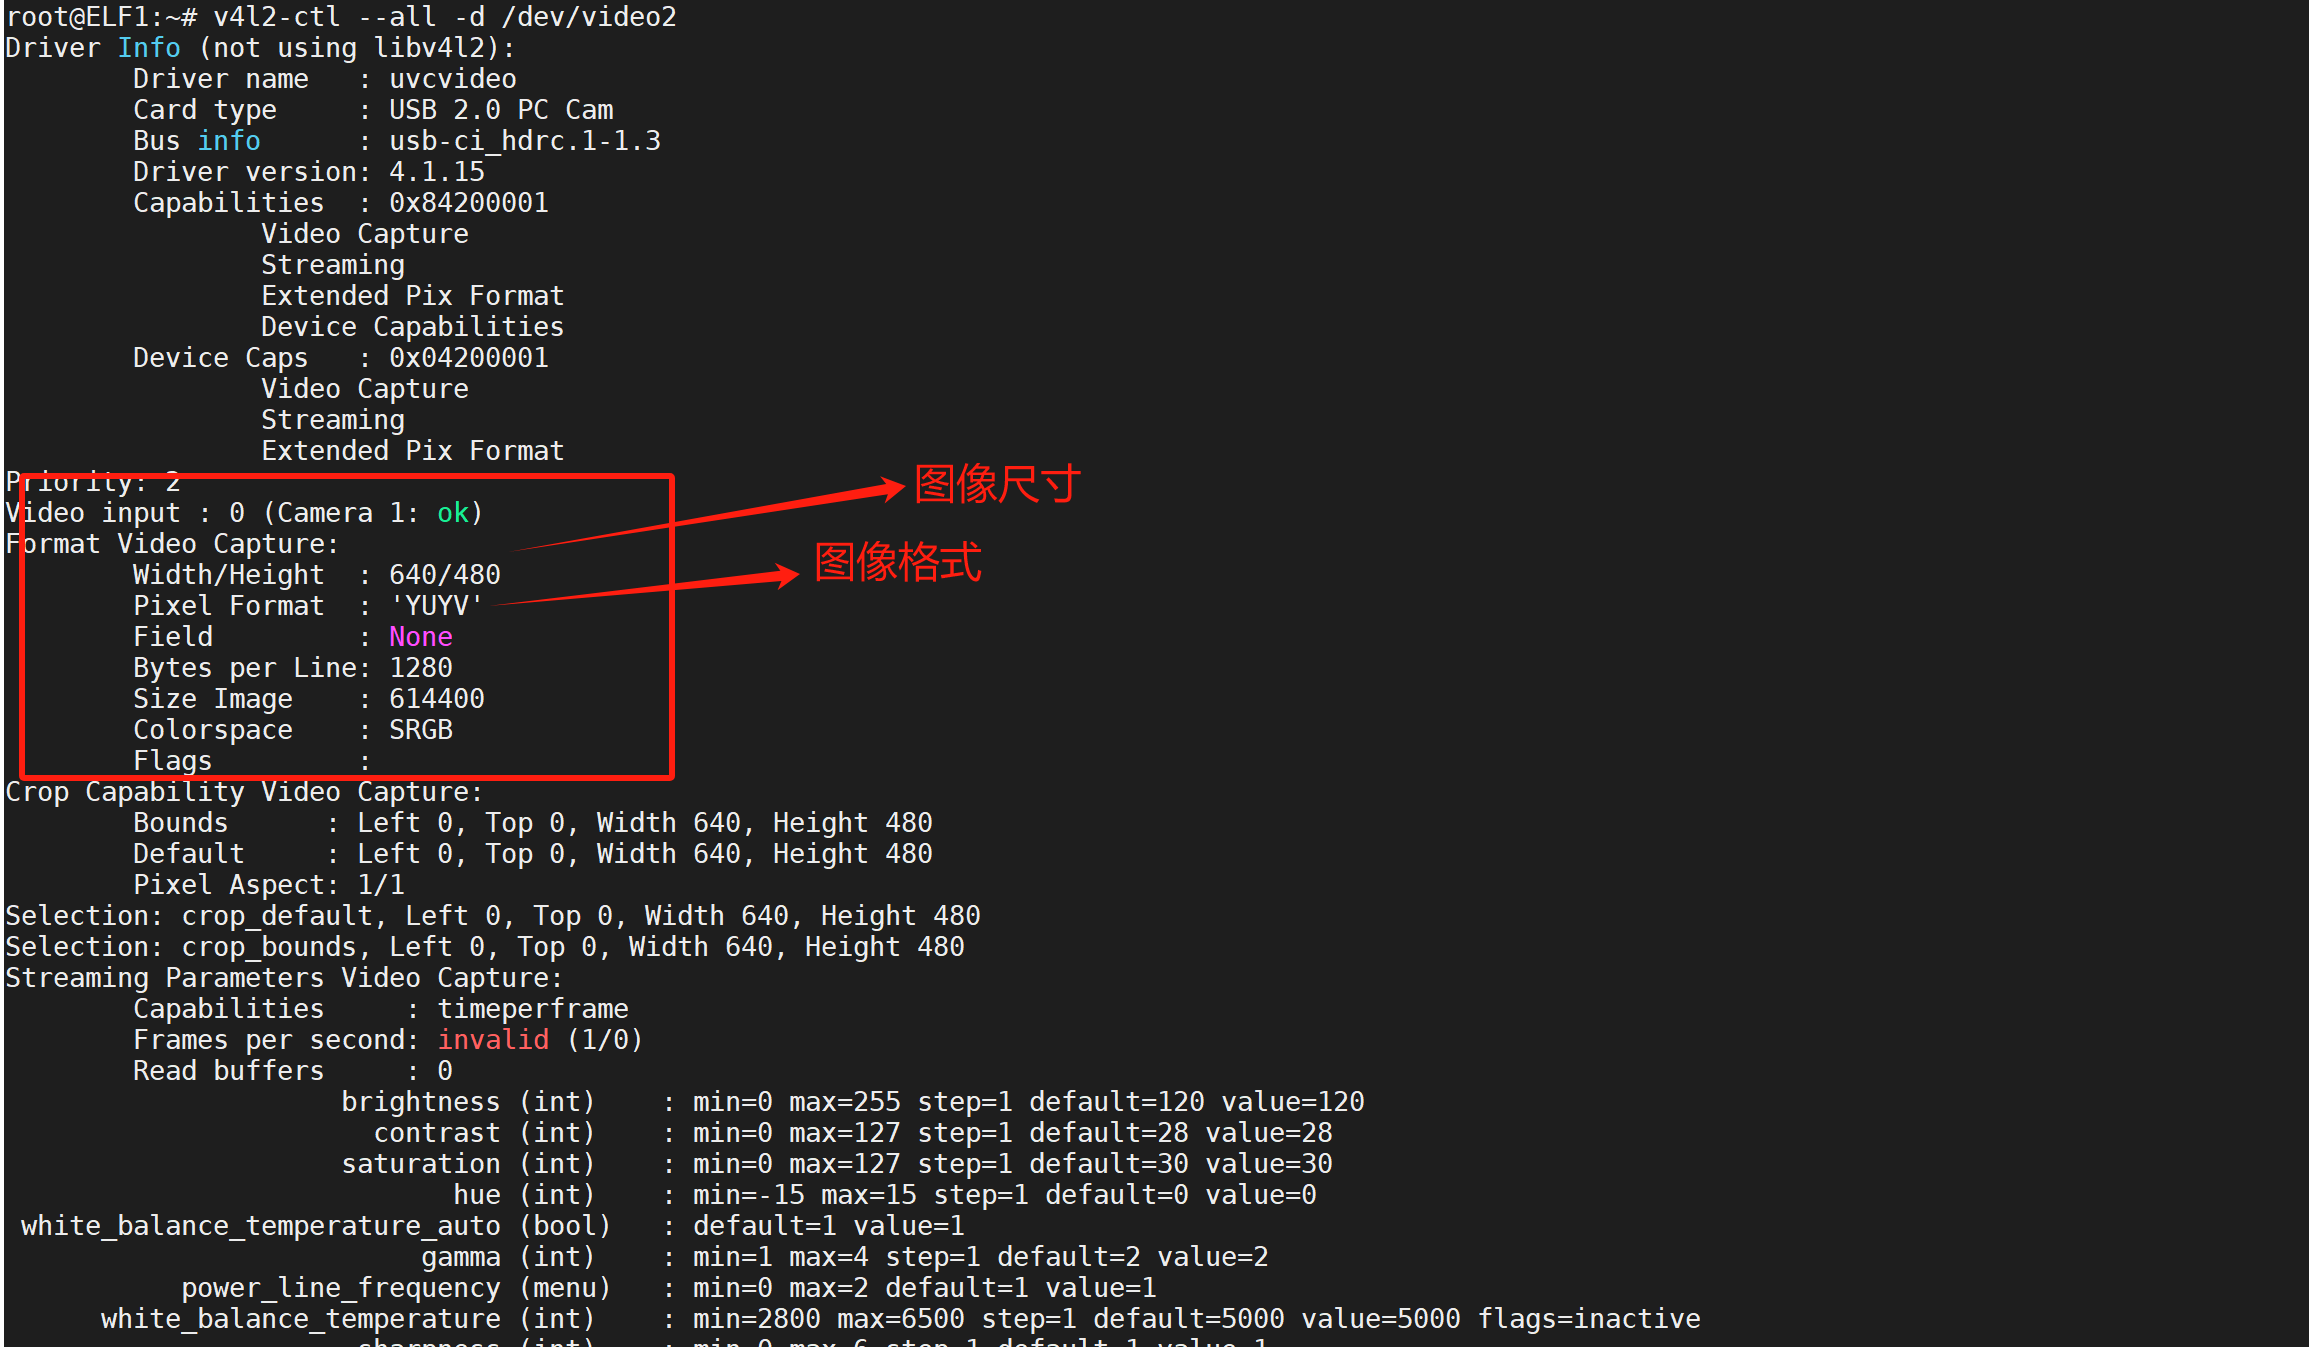 root@ELF1:~# v4l2-ctl --all -d /dev/video2
Driver Info (not using libv4l2):
Driver name   : uvcvideo
Card type     : USB 2.0 PC Cam
Bus info      : usb-ci_hdrc.1-1.3
Driver version: 4.1.15
Capabilities  : 0x84200001
Video Capture
Streaming
Extended Pix Format
Device Capabilities
Device Caps   : 0x04200001
Video Capture
Streaming
Extended Pix Format
Priority: 2
图像尺寸
Video input : 0 (Camera 1: ok)
Format Video Capture:
图像格式
Width/Height  : 640/480
Pixel Format  : 'YUYV'
Field         : None
Bytes per Line: 1280
Size Image    : 614400
Colorspace    : SRGB
Flags         :
Crop Capability Video Capture:
Bounds      : Left 0, Top 0, Width 640, Height 480
Default     : Left 0, Top 0, Width 640, Height 480
Pixel Aspect: 1/1
Selection: crop_default, Left 0, Top 0, Width 640, Height 480
Selection: crop_bounds, Left 0, Top 0, Width 640, Height 480
Streaming Parameters Video Capture:
Capabilities     : timeperframe
Frames per second: invalid (1/0)
Read buffers     : 0
brightness (int)    : min=0 max=255 step=1 default=120 value=120
contrast (int)    : min=0 max=127 step=1 default=28 value=28
saturation (int)    : min=0 max=127 step=1 default=30 value=30
hue (int)    : min=-15 max=15 step=1 default=0 value=0
white_balance_temperature_auto (bool)   : default=1 value=1
gamma (int)    : min=1 max=4 step=1 default=2 value=2
power_line_frequency (menu)   : min=0 max=2 default=1 value=1
white_balance_temperature (int)    : min=2800 max=6500 step=1 default=5000 value=5000 flags=inactive
sharpness (int)    : min=0 max=6 step=1 default=1 value=1